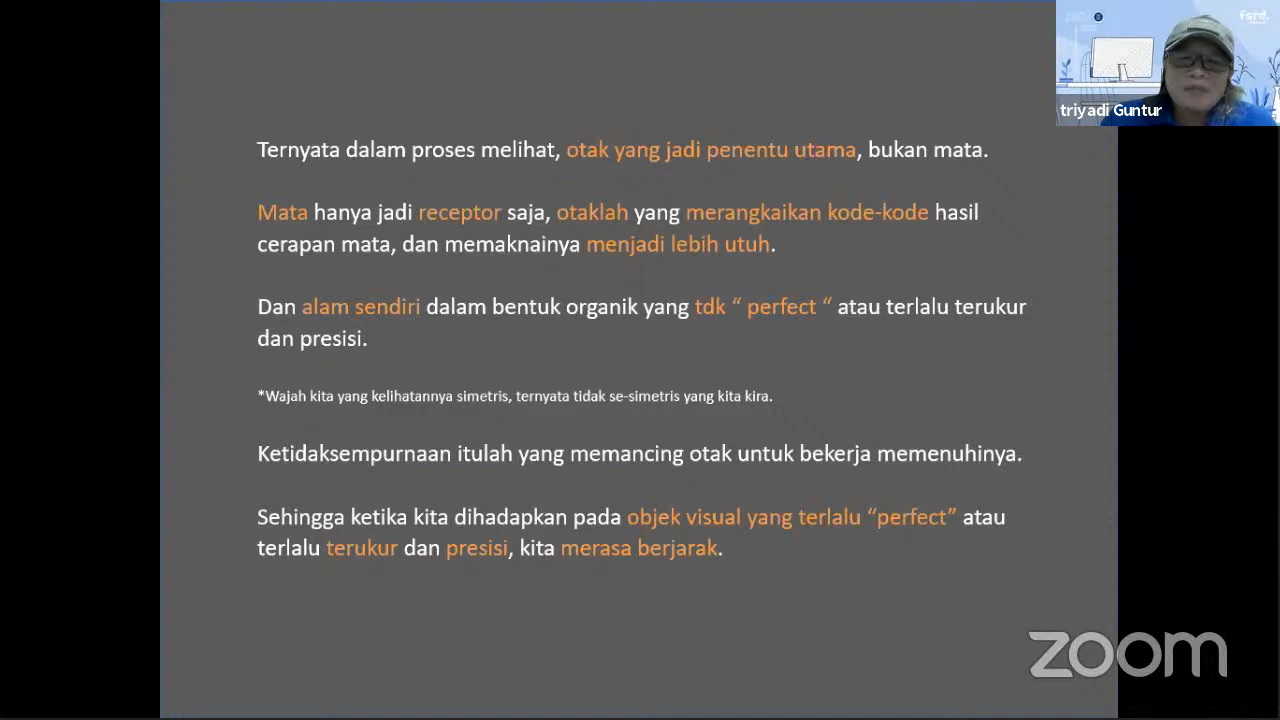 Ternyata dalam proses melihat, otak yang jadi penentu utama, bukan mata.
Mata hanya jadi receptor saja, otaklah yang merangkaikan kode-kode hasil
cerapan mata, dan memaknainya menjadi lebih utuh.
Dan alam sendiri dalam bentuk organik yang tdk “ perfect “ atau terlalu terukur
dan presisi.
*Wajah kita yang kelihatannya simetris, ternyata tidak se-simetris yang kita kira.
Ketidaksempurnaan itulah yang memancing otak untuk bekerja memenuhinya.
Sehingga ketika kita dihadapkan pada objek visual yang terlalu “perfect” atau
terlalu terukur dan presisi, kita merasa berjarak.
fsrd.
triyadi Guntur
zoom